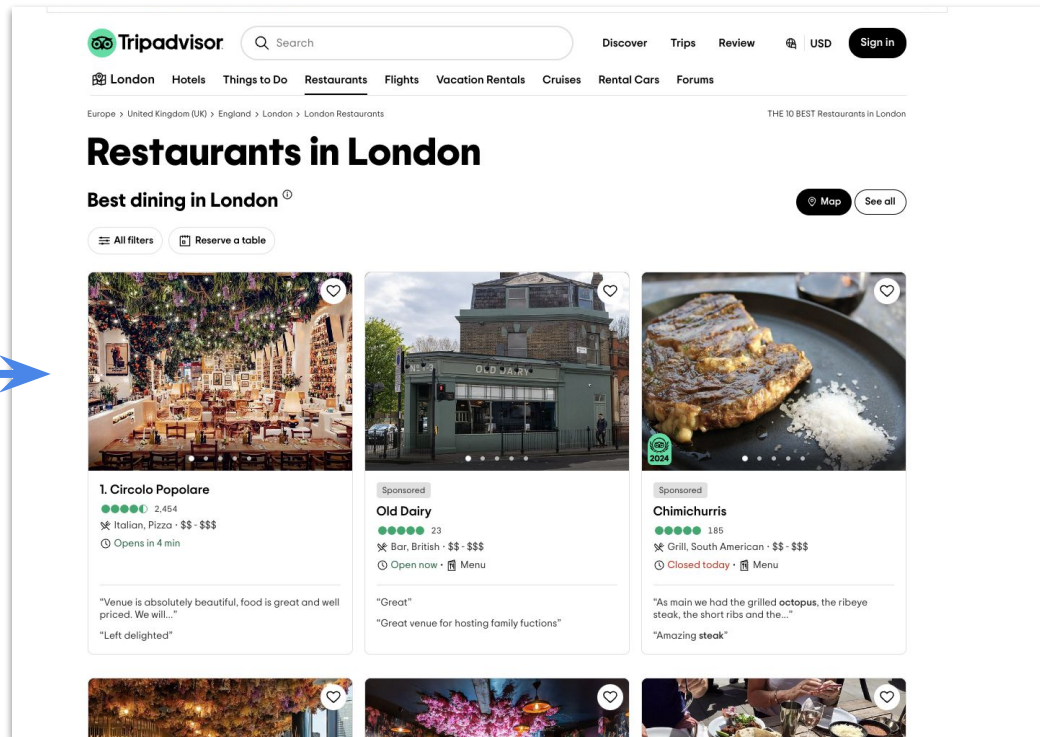 Tripadvisor
Search
Discover Trips Review USD Sign in
London Hotels Things to Do Restaurants Flights Vacation Rentals Cruises Rental Cars Forums
Europe > United Kingdom (UK) > England > London > London Restaurants
THE 10 BEST Restaurants in London
Restaurants in London
Best dining in London
Map See all
All filters Reserve a table
OLD DAIRY
2024
1. Circolo Popolare
2,454
Italian, Pizza · $$ - $$$
Opens in 4 min
"Venue is absolutely beautiful, food is great and well
priced. We will..."
"Left delighted"
Sponsored
Old Dairy
23
Bar, British · $$ - $$$
Open now · Menu
"Great"
"Great venue for hosting family fuctions"
Sponsored
Chimichurris
185
Grill, South American · $$ - $$$
Closed today · Menu
"As main we had the grilled octopus, the ribeye
steak, the short ribs and the..."
"Amazing steak"